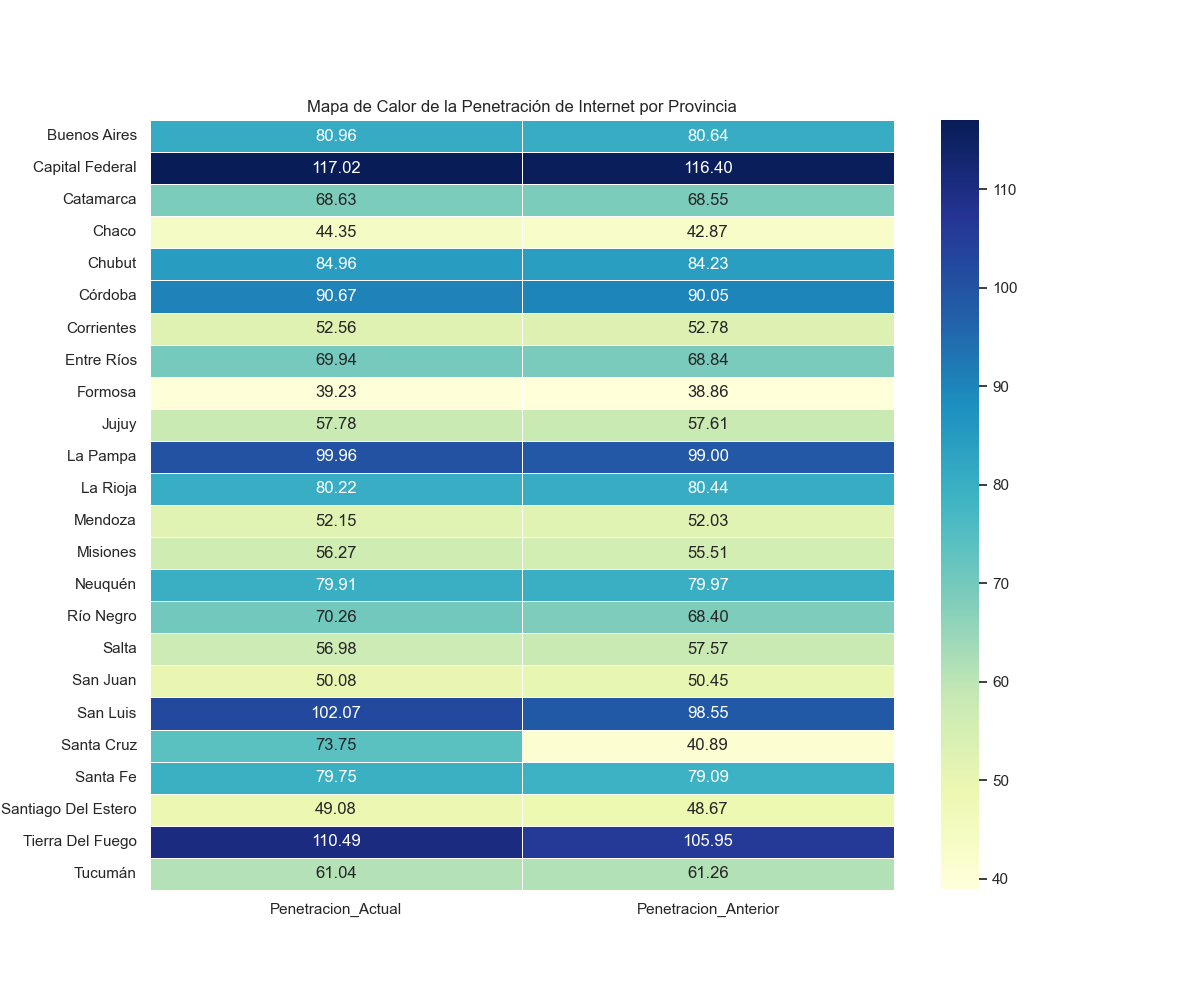 Mapa de Calor de la Penetración de Internet por Provincia
Buenos Aires 80.96 80.64
Capital Federal 117.02 116.40
Catamarca 68.63 68.55
Chaco 44.35 42.87
Chubut 84.96 84.23
Córdoba 90.67 90.05
Corrientes 52.56 52.78
Entre Ríos 69.94 68.84
Formosa 39.23 38.86
Jujuy 57.78 57.61
La Pampa 99.96 99.00
La Rioja 80.22 80.44
Mendoza 52.15 52.03
Misiones 56.27 55.51
Neuquén 79.91 79.97
Río Negro 70.26 68.40
Salta 56.98 57.57
San Juan 50.08 50.45
San Luis 102.07 98.55
Santa Cruz 73.75 40.89
Santa Fe 79.75 79.09
Santiago Del Estero 49.08 48.67
Tierra Del Fuego 110.49 105.95
Tucumán 61.04 61.26
Penetracion_Actual Penetracion_Anterior
110
100
90
80
70
60
50
40